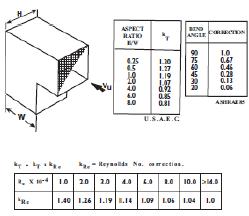 H
W
Vu
ASPECT RATIO H/W
kT
0.25 1.30
0.5 1.27
1.0 1.19
2.0 1.07
4.0 0.92
6.0 0.85
8.0 0.81
U.S.A.E.C
BEND ANGLE CORRECTION
90 1.0
75 0.67
60 0.46
45 0.28
30 0.13
20 0.06
ASHRAE85
kRe = Reynolds No. correction.
1.0 2.0 3.0 4.0 6.0 8.0 10.0 >14.0
kRe 1.40 1.26 1.19 1.14 1.09 1.06 1.04 1.0